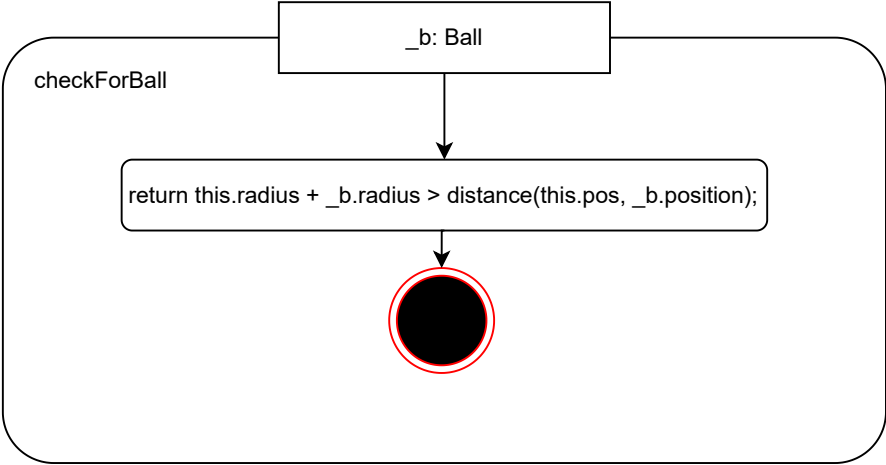 _b: Ball
checkForBall
return this.radius + _b.radius > distance(this.pos, _b.position);